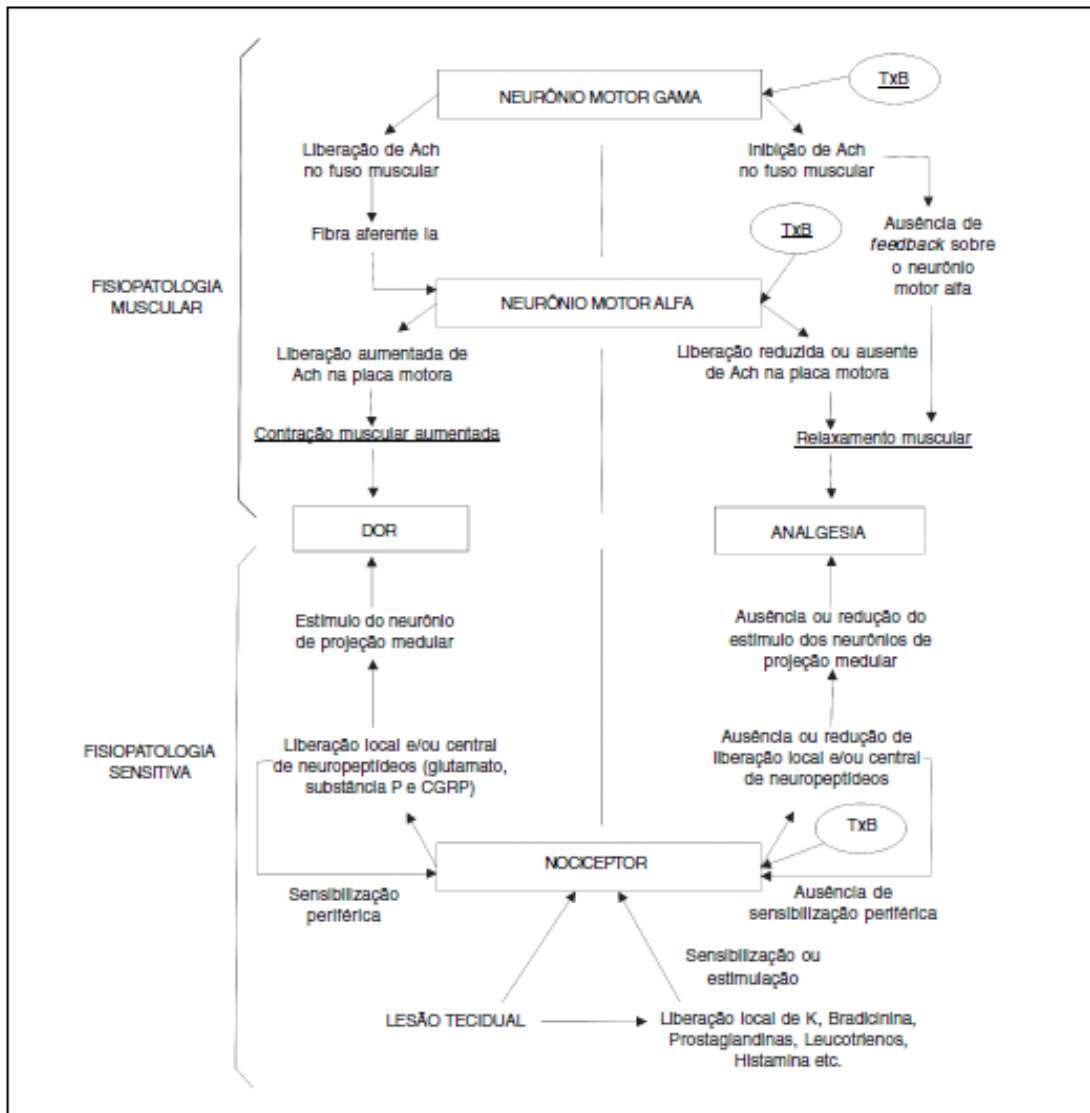 TxB
NEURÔNIO MOTOR GAMA
Liberação de Ach
no fuso muscular
Inibição de Ach
no fuso muscular
TxB
Fibra aferente Ia
Ausência de
feedback sobre
o neurônio
motor alfa
FISIOPATOLOGIA
MUSCULAR
NEURÔNIO MOTOR ALFA
Liberação aumentada de
Ach na placa motora
Liberação reduzida ou ausente
de Ach na placa motora
Contração muscular aumentada
Relaxamento muscular
DOR
ANALGESIA
Estímulo do neurônio
de projeção medular
Ausência ou redução do
estímulo dos neurônios de
projeção medular
FISIOPATOLOGIA
SENSITIVA
Liberação local e/ou central
de neuropeptídeos (glutamato,
substância P e CGRP)
Ausência ou redução de
liberação local e/ou central
de neuropeptídeos
TxB
NOCICEPTOR
Sensibilização
periférica
Ausência de
sensibilização periférica
Sensibilização ou
estimulação
LESÃO TECIDUAL
Liberação local de K, Bradicinina,
Prostaglandinas, Leucotrienos,
Histamina etc.